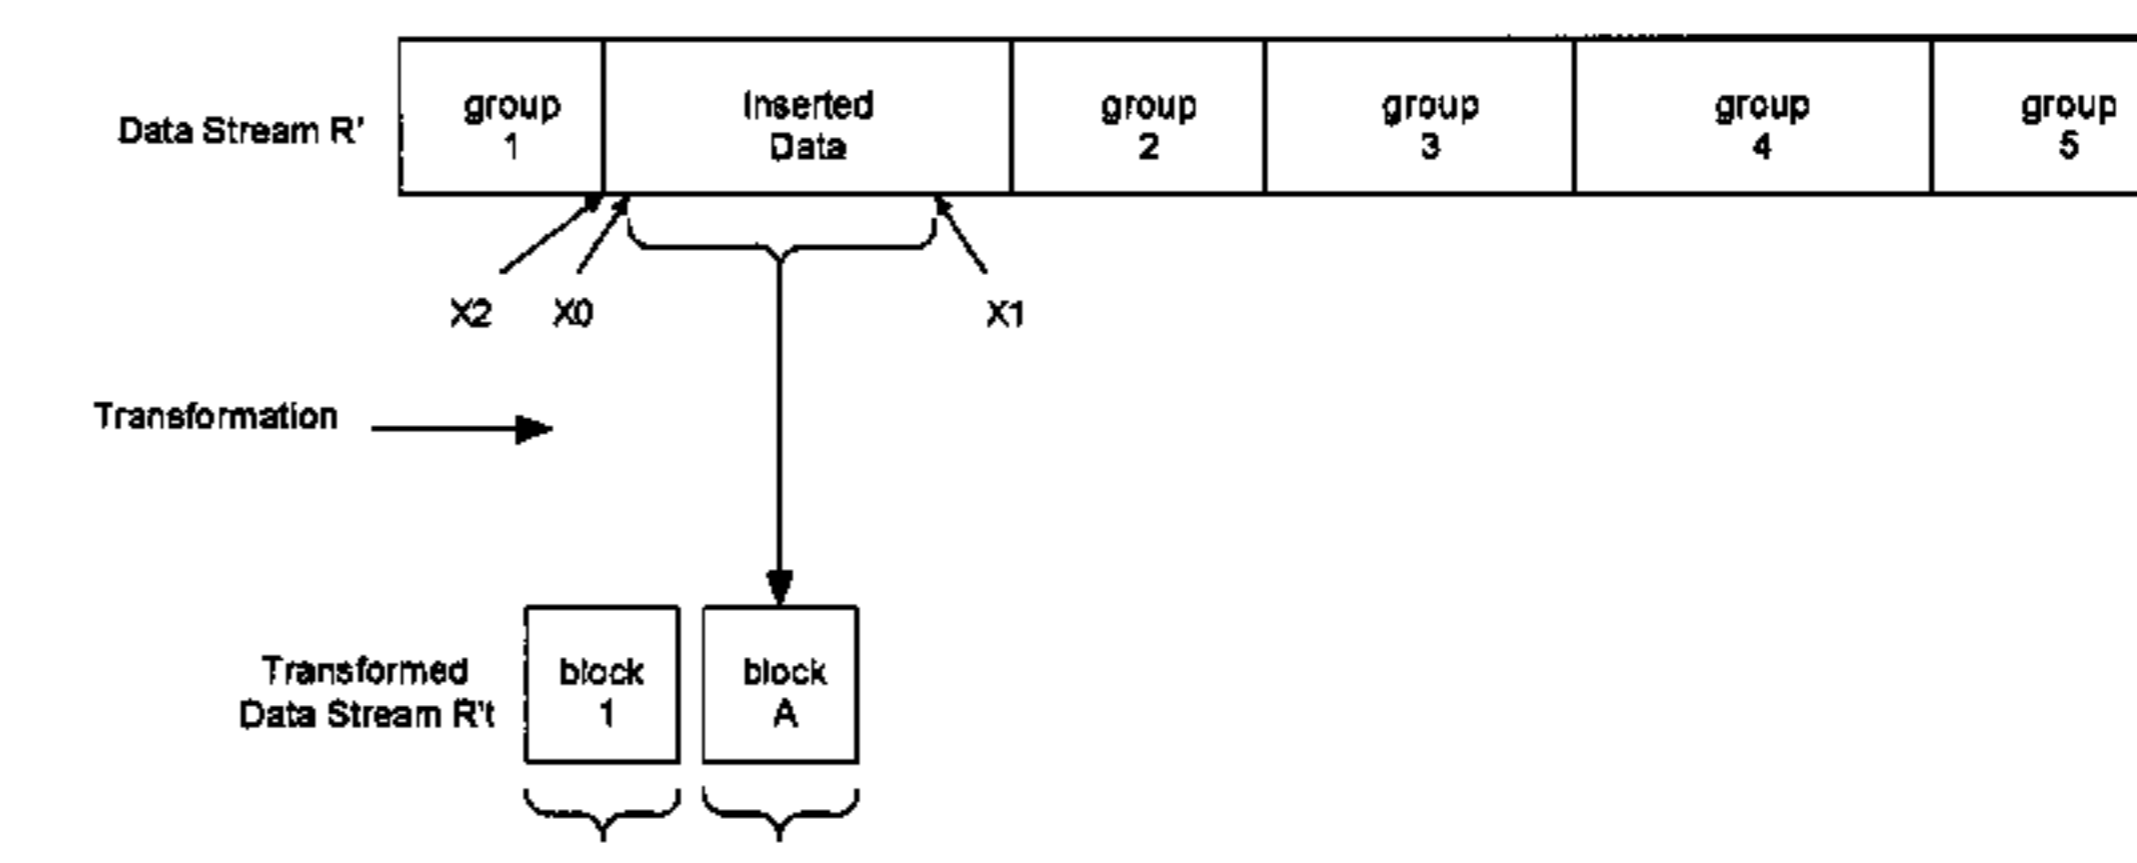 Data Stream R'
group
1
Inserted
Data
group
2
group
3
group
4
group
5
X2
X0
X1
Transformation
Transformed
Data Stream R't
block
1
block
A